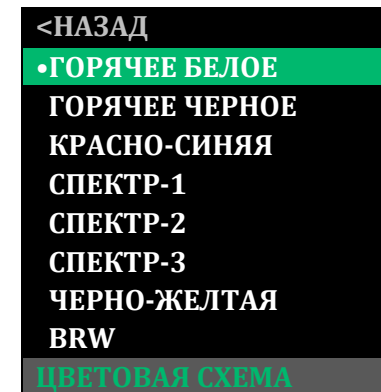 <НАЗАД
•ГОРЯЧЕЕ БЕЛОЕ
ГОРЯЧЕЕ ЧЕРНОЕ
КРАСНО-СИНЯЯ
СПЕКТР-1
СПЕКТР-2
СПЕКТР-3
ЧЕРНО-ЖЕЛТАЯ
BRW
ЦВЕТОВАЯ СХЕМА